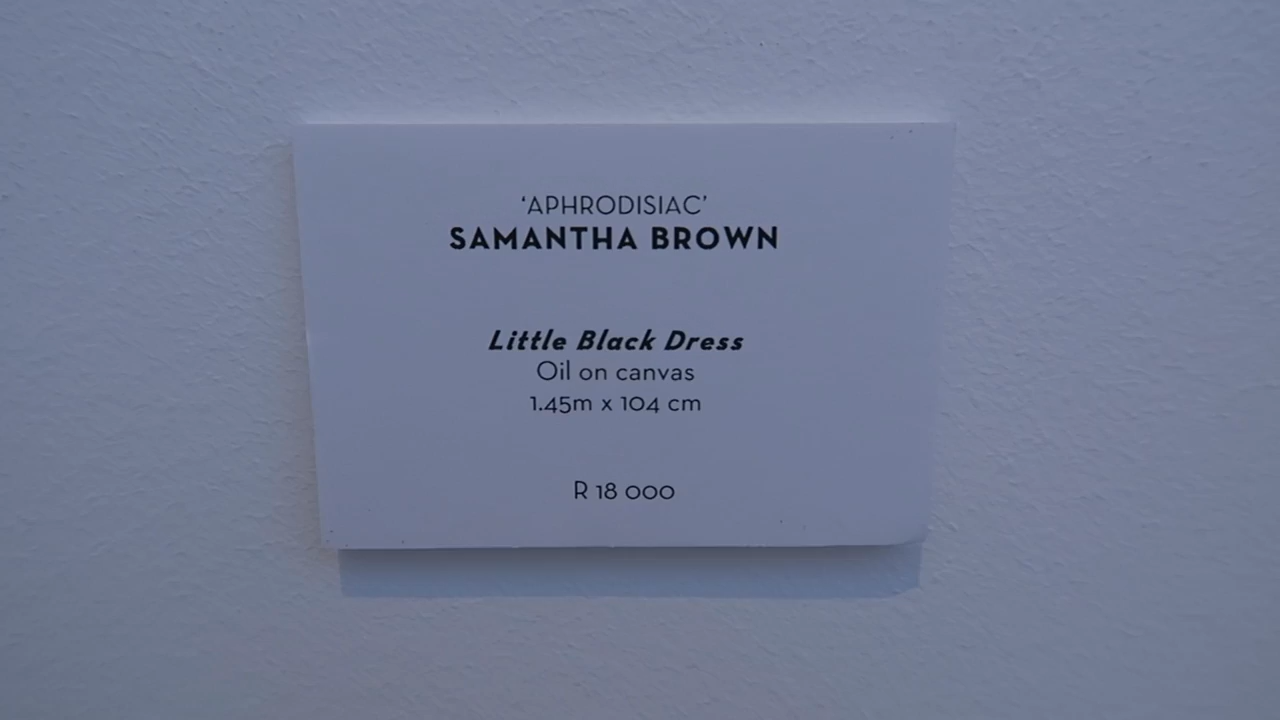 ‘APHRODISIAC’
SAMANTHA BROWN
Little Black Dress
Oil on canvas
1.45m x 104 cm
R 18 000